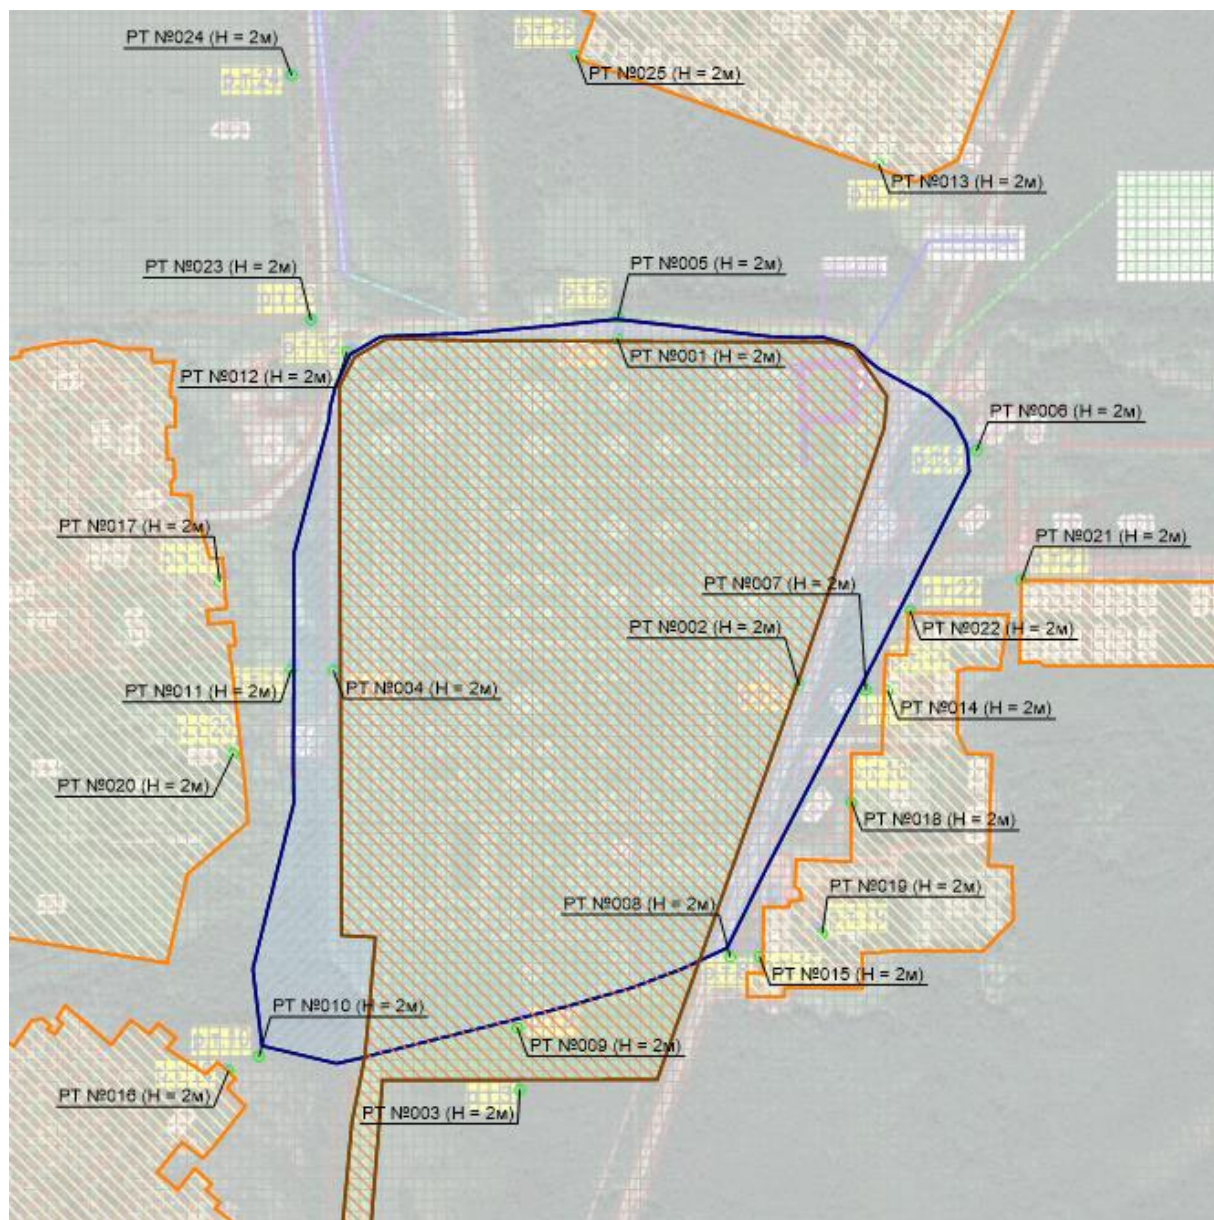 РТ №024 (Н = 2м)
РТ №025 (Н = 2м)
РТ №013 (Н = 2м)
РТ №023 (Н = 2м)
РТ №005 (Н = 2м)
РТ №001 (Н = 2м)
РТ №012 (Н = 2м)
РТ №006 (Н = 2м)
РТ №017 (Н = 2м)
РТ №021 (Н = 2м)
РТ №007 (Н = 2м)
РТ №002 (Н = 2м)
РТ №022 (Н = 2м)
РТ №011 (Н = 2м)
РТ №004 (Н = 2м)
РТ №014 (Н = 2м)
РТ №020 (Н = 2м)
РТ №018 (Н = 2м)
РТ №019 (Н = 2м)
РТ №008 (Н = 2м)
РТ №015 (Н = 2м)
РТ №010 (Н = 2м)
РТ №009 (Н = 2м)
РТ №016 (Н = 2м)
РТ №003 (Н = 2м)